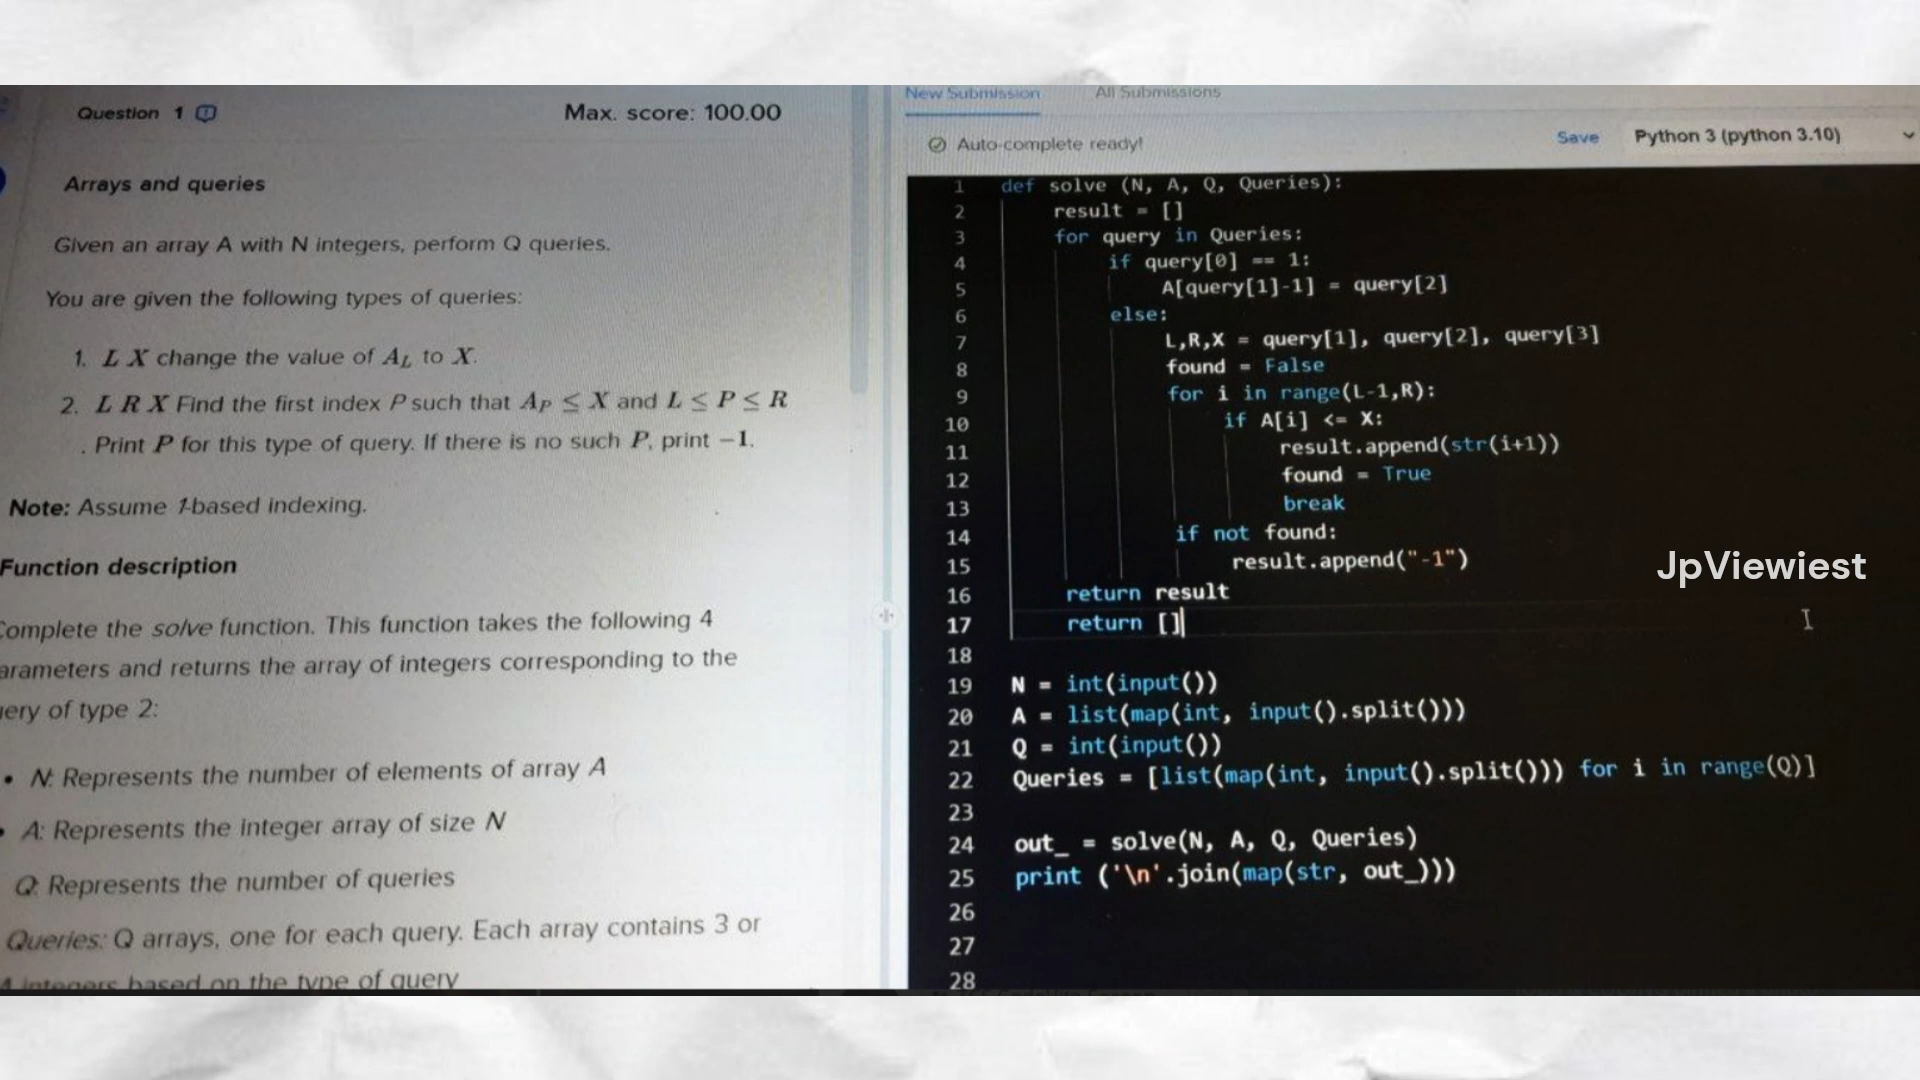 Question 1
Max. score: 100.00
Arrays and queries
Given an array A with N integers, perform Q queries.
You are given the following types of queries:
1. L X change the value of A_L to X.
2. L R X Find the first index P such that A_P ≤ X and L ≤ P ≤ R
. Print P for this type of query. If there is no such P, print −1.
Note: Assume 1-based indexing.
Function description
Complete the solve function. This function takes the following 4
arameters and returns the array of integers corresponding to the
ery of type 2:
• N: Represents the number of elements of array A
• A: Represents the integer array of size N
Q: Represents the number of queries
Queries: Q arrays, one for each query. Each array contains 3 or
4 integers based on the type of query
New Submission
All Submissions
Auto-complete ready!
Save
Python 3 (python 3.10)
1 def solve (N, A, Q, Queries):
2 result = []
3 for query in Queries:
4 if query[0] == 1:
5 A[query[1]-1] = query[2]
6 else:
7 L,R,X = query[1], query[2], query[3]
8 found = False
9 for i in range(L-1,R):
10 if A[i] <= X:
11 result.append(str(i+1))
12 found = True
13 break
14 if not found:
15 result.append("-1")
16 return result
17 return []
18
19 N = int(input())
20 A = list(map(int, input().split()))
21 Q = int(input())
22 Queries = [list(map(int, input().split())) for i in range(Q)]
23
24 out_ = solve(N, A, Q, Queries)
25 print ('\n'.join(map(str, out_)))
26
27
28
JpViewiest